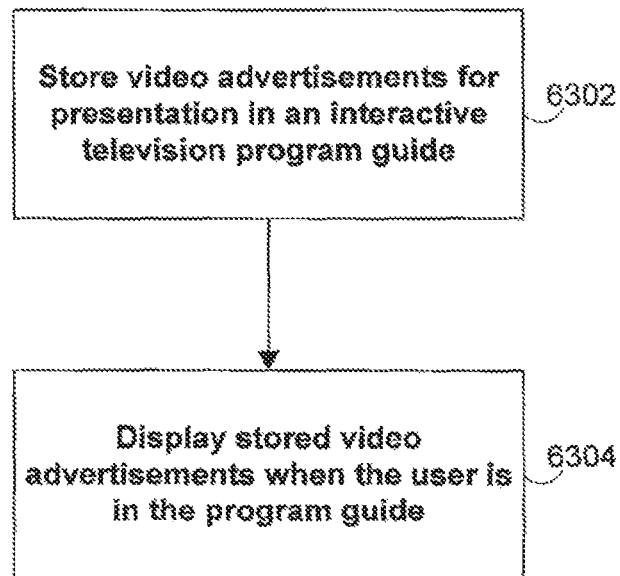 Store video advertisements for
presentation in an interactive
television program guide
6302
Display stored video
advertisements when the user is
in the program guide
6304